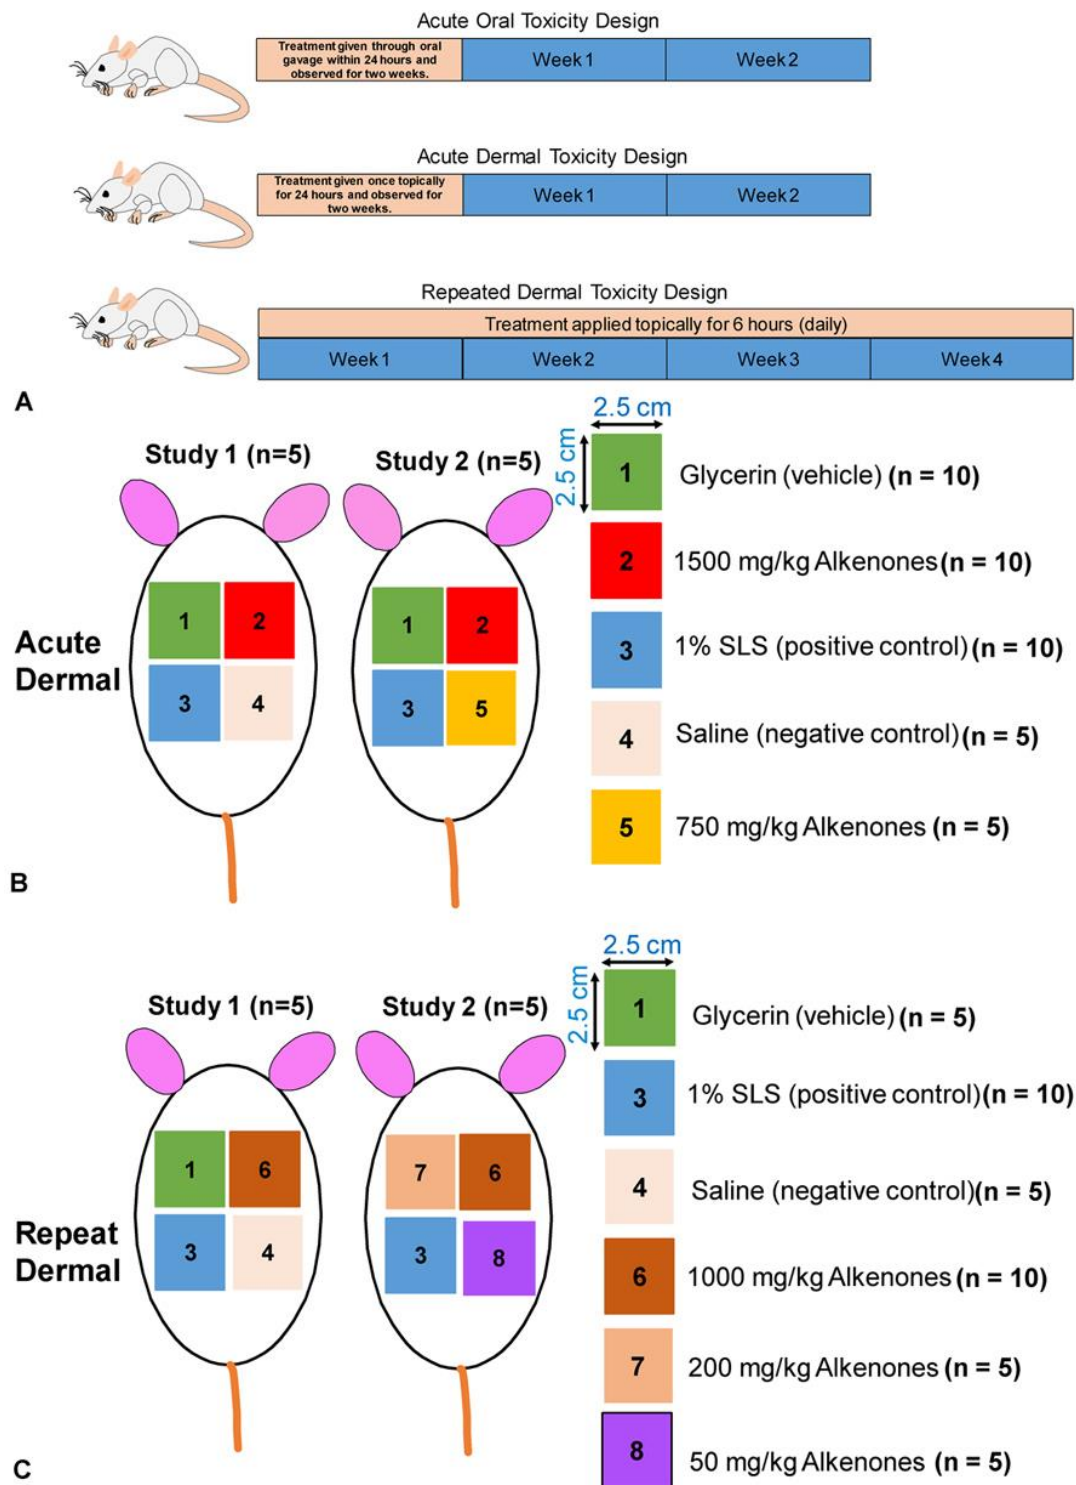 Acute Oral Toxicity Design
Treatment given through oral
gavage within 24 hours and
observed for two weeks.
Week 1
Week 2
Acute Dermal Toxicity Design
Treatment given once topically
for 24 hours and observed for
two weeks.
Week 1
Week 2
Repeated Dermal Toxicity Design
Treatment applied topically for 6 hours (daily)
Week 1
Week 2
Week 3
Week 4
A
Study 1 (n=5)
Study 2 (n=5)
2.5 cm
2.5 cm
Acute
Dermal
1
2
3
4
1
2
3
5
1
Glycerin (vehicle) (n = 10)
2
1500 mg/kg Alkenones (n = 10)
3
1% SLS (positive control) (n = 10)
4
Saline (negative control) (n = 5)
5
750 mg/kg Alkenones (n = 5)
B
Study 1 (n=5)
Study 2 (n=5)
2.5 cm
2.5 cm
Repeat
Dermal
1
6
3
4
7
6
3
8
1
Glycerin (vehicle) (n = 5)
3
1% SLS (positive control) (n = 10)
4
Saline (negative control) (n = 5)
6
1000 mg/kg Alkenones (n = 10)
7
200 mg/kg Alkenones (n = 5)
8
50 mg/kg Alkenones (n = 5)
C